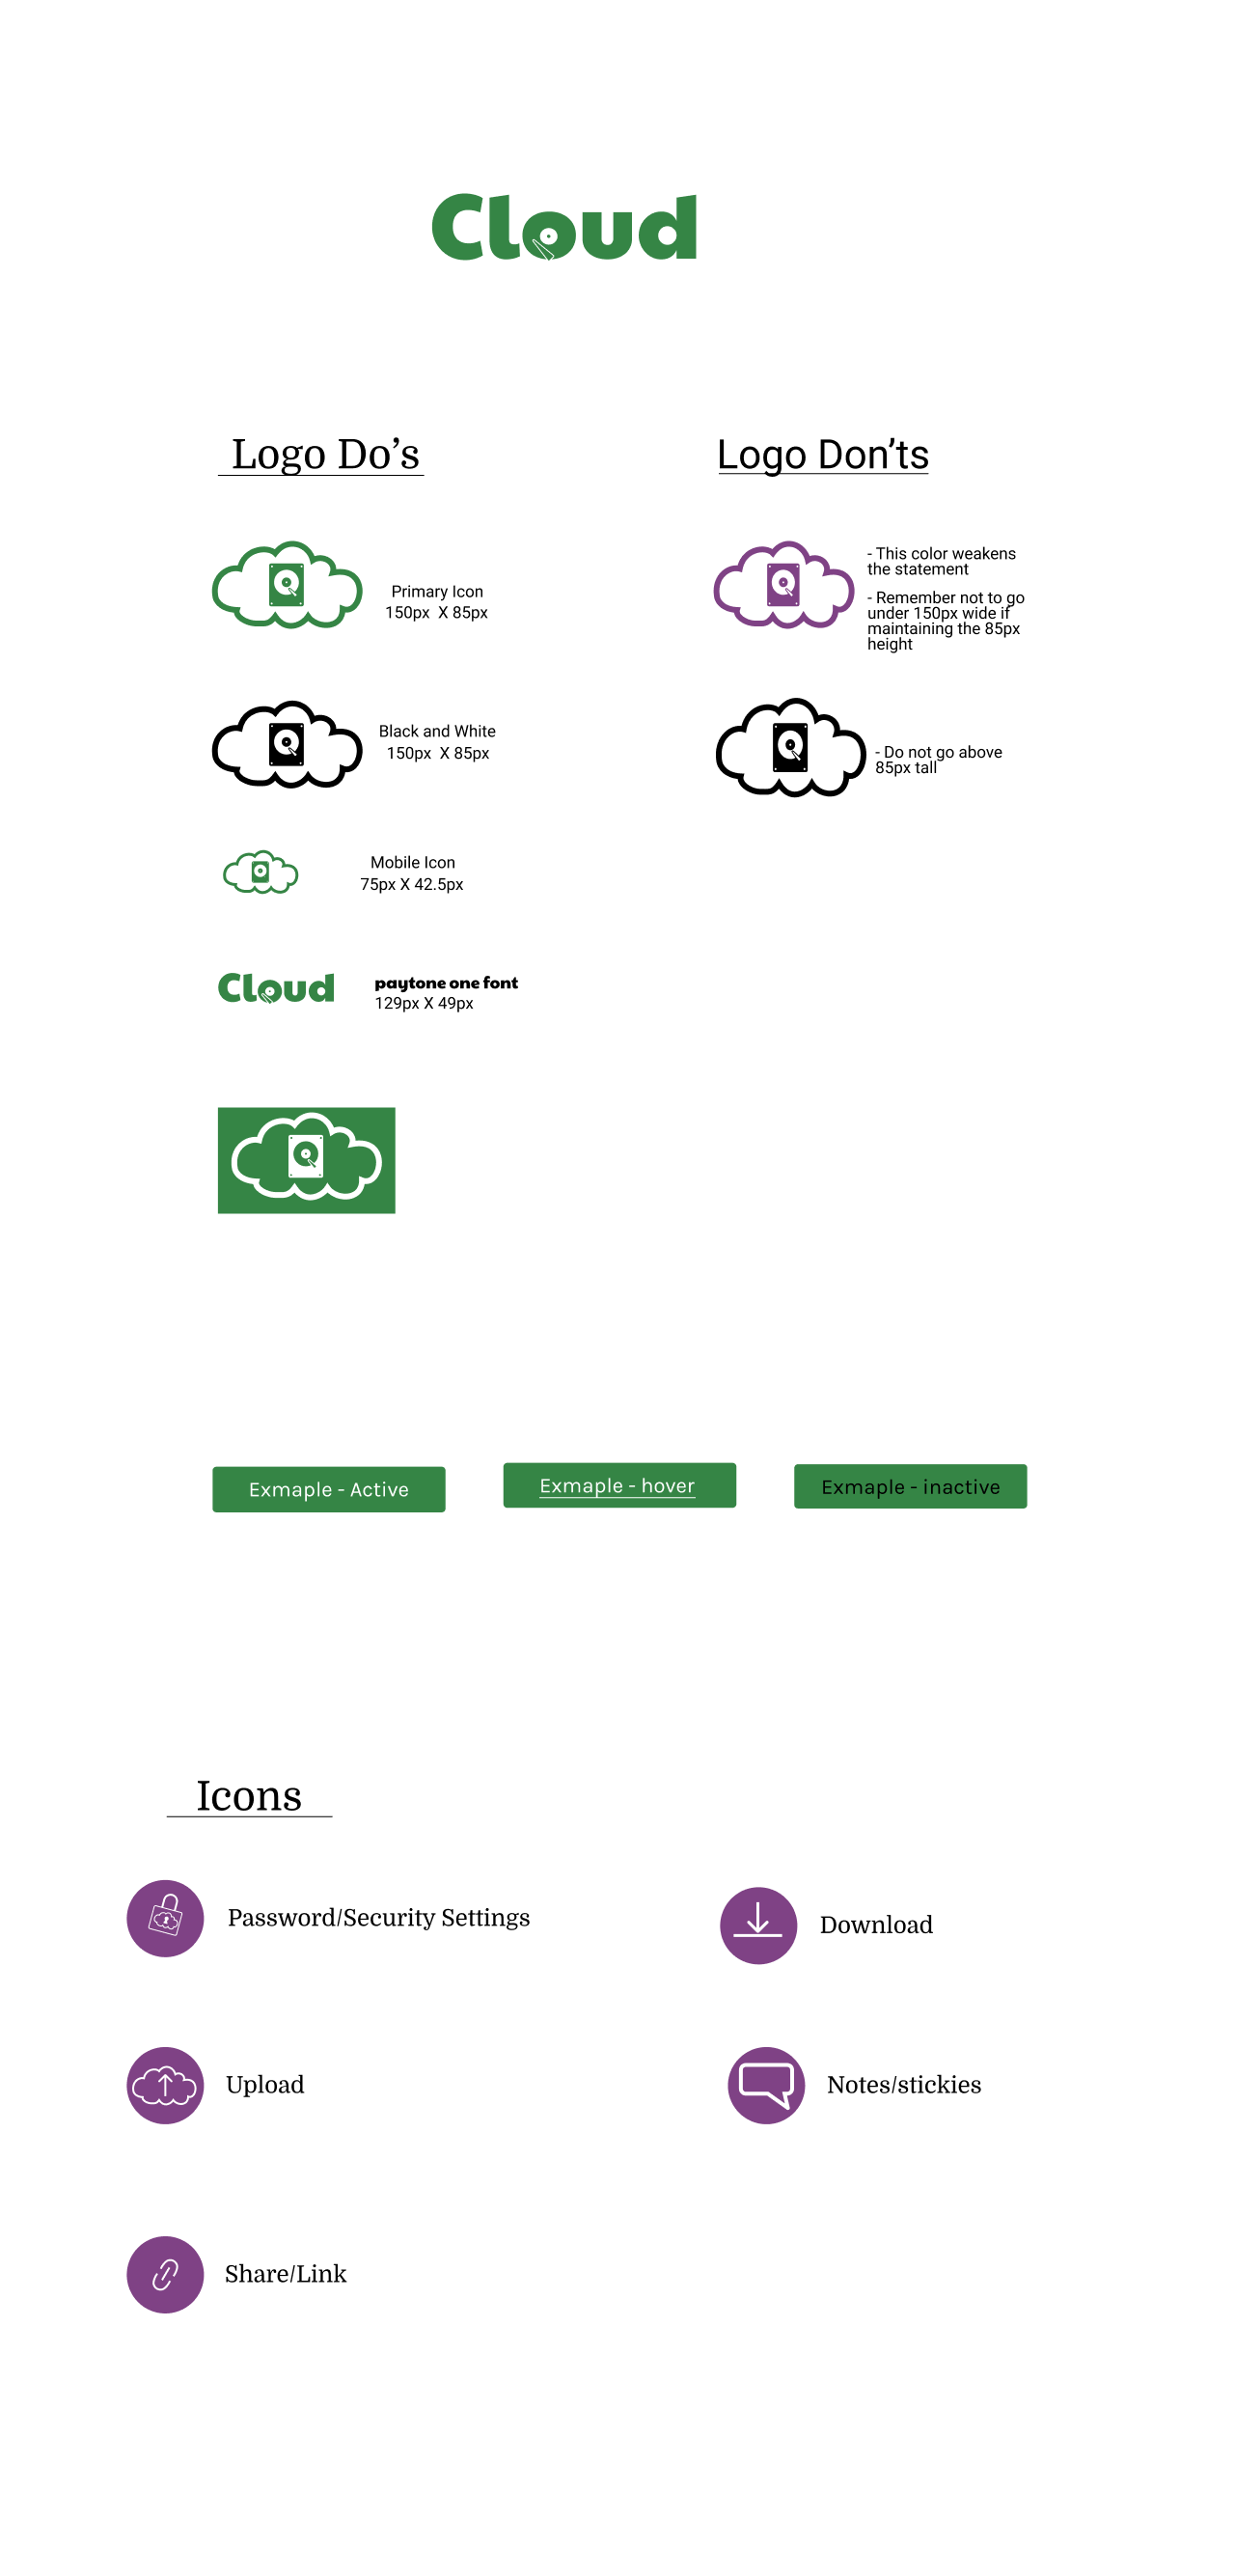 Cloud
Logo Do’s
Primary Icon
150px  X 85px
Black and White
150px  X 85px
Mobile Icon
75px X 42.5px
Cloud
paytone one font
129px X 49px
Logo Don’ts
- This color weakens
the statement
- Remember not to go
under 150px wide if
maintaining the 85px
height
- Do not go above
85px tall
Exmaple - Active
Exmaple - hover
Exmaple - inactive
Icons
Password/Security Settings
Download
Upload
Notes/stickies
Share/Link